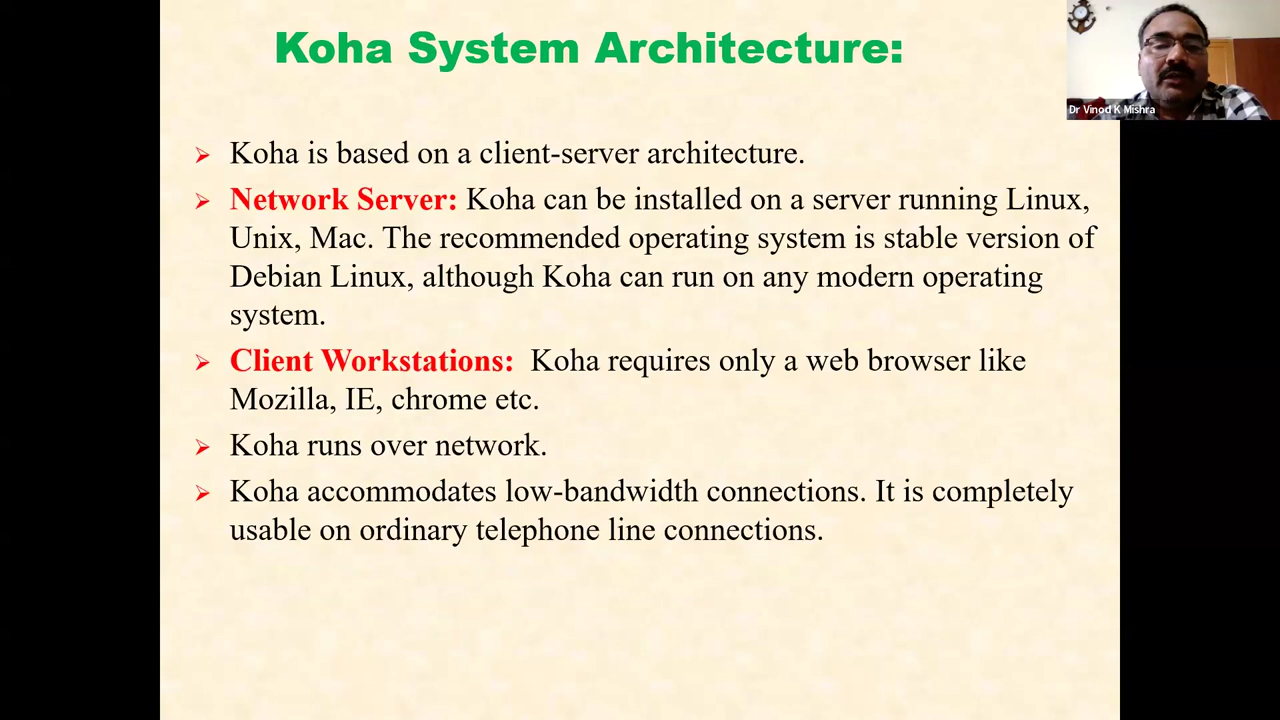 Koha System Architecture:
Dr Vinod K Mishra
Koha is based on a client-server architecture.
Network Server: Koha can be installed on a server running Linux,
Unix, Mac. The recommended operating system is stable version of
Debian Linux, although Koha can run on any modern operating
system.
Client Workstations: Koha requires only a web browser like
Mozilla, IE, chrome etc.
Koha runs over network.
Koha accommodates low-bandwidth connections. It is completely
usable on ordinary telephone line connections.